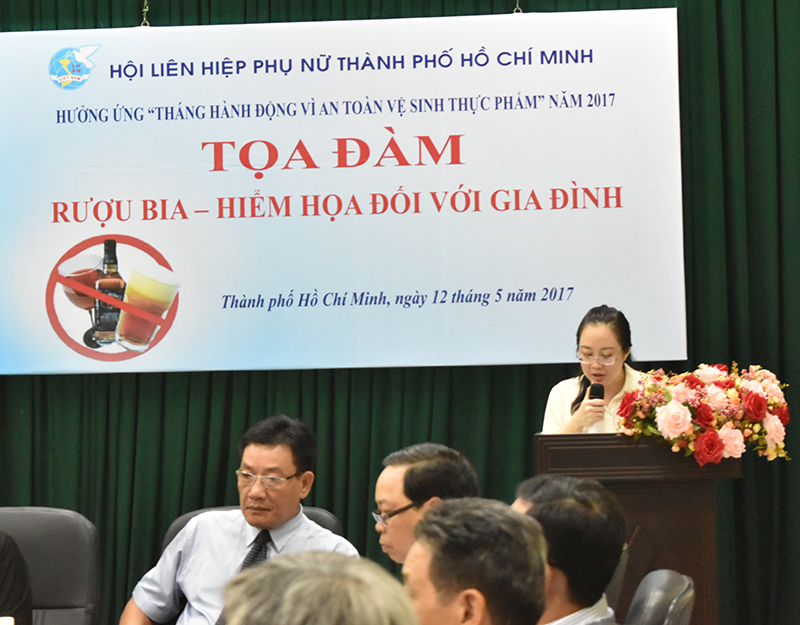 HỘI LIÊN HIỆP PHỤ NỮ THÀNH PHỐ HỒ CHÍ MINH
HƯỞNG ỨNG "THÁNG HÀNH ĐỘNG VÌ AN TOÀN VỆ SINH THỰC PHẨM" NĂM 2017
TỌA ĐÀM
RƯỢU BIA – HIỂM HỌA ĐỐI VỚI GIA ĐÌNH
Thành phố Hồ Chí Minh, ngày 12 tháng 5 năm 2017